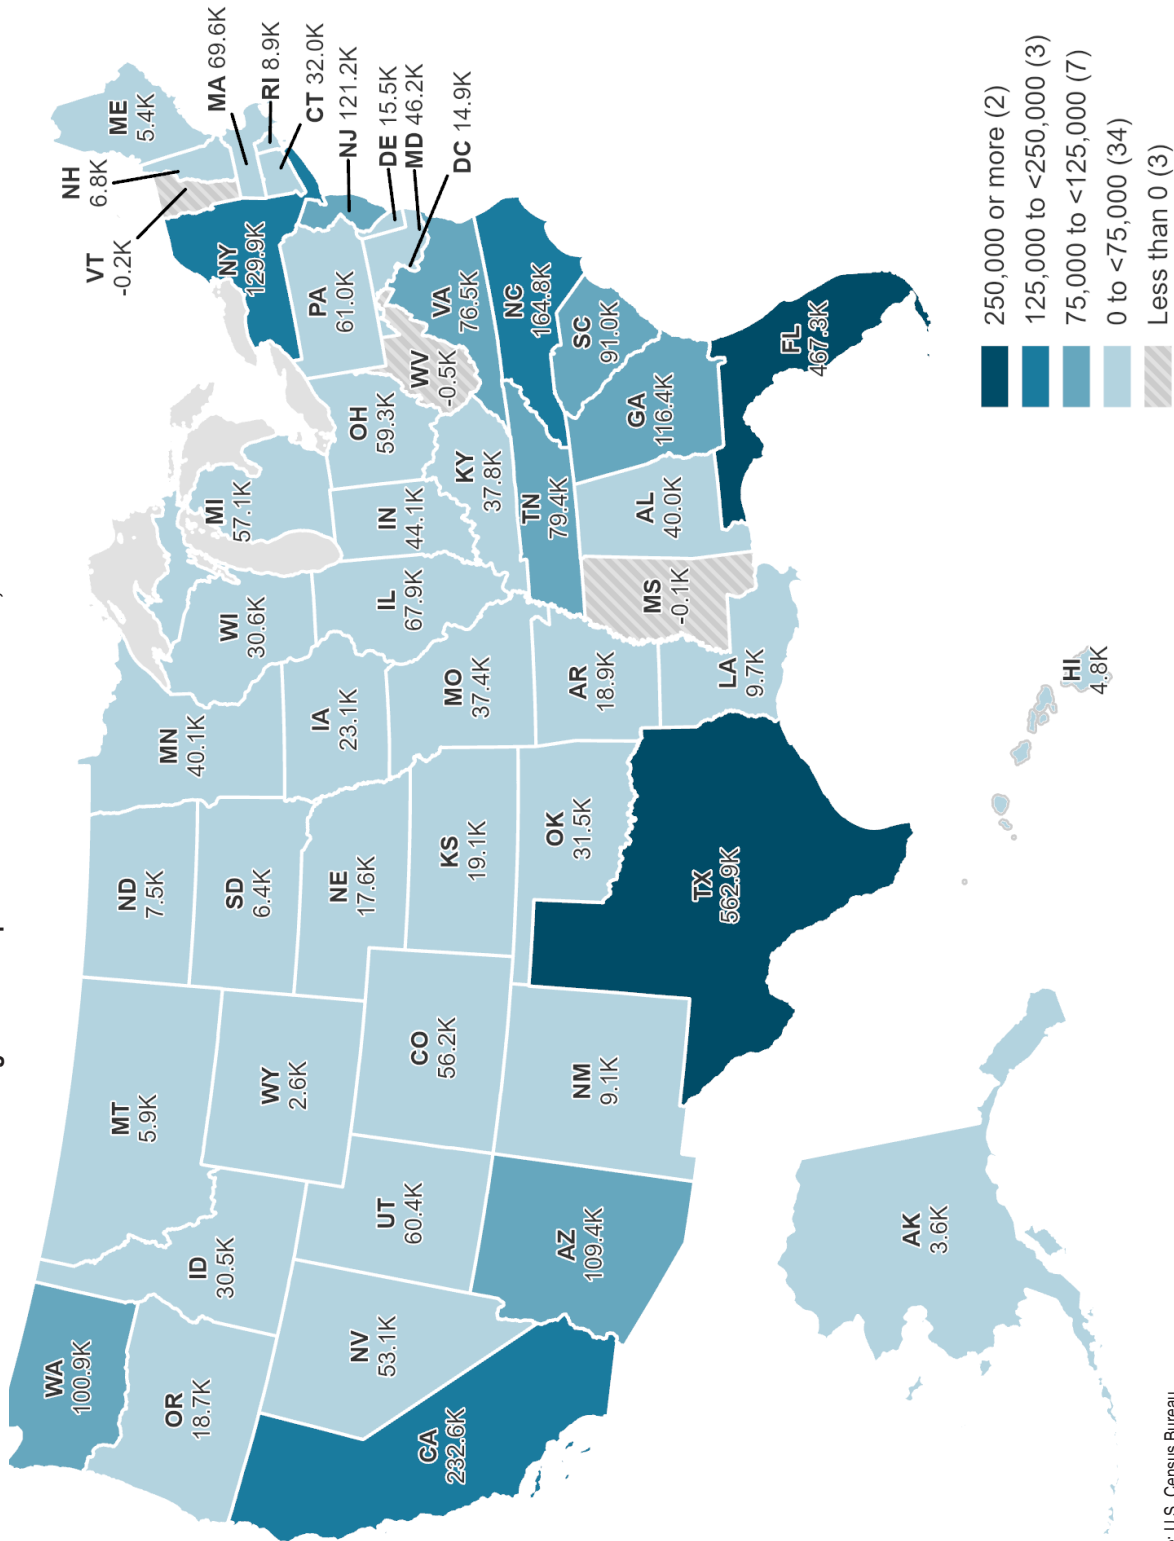 WA
100.9K
OR
18.7K
CA
232.6K
NV
53.1K
ID
30.5K
MT
5.9K
WY
2.6K
UT
60.4K
AZ
109.4K
CO
56.2K
NM
9.1K
ND
7.5K
SD
6.4K
NE
17.6K
KS
19.1K
OK
31.5K
TX
562.9K
MN
40.1K
IA
23.1K
MO
37.4K
AR
18.9K
LA
9.7K
WI
30.6K
IL
67.9K
MI
57.1K
IN
44.1K
OH
59.3K
KY
37.8K
TN
79.4K
MS
-0.1K
AL
40.0K
GA
116.4K
FL
467.3K
SC
91.0K
NC
164.8K
VA
76.5K
WV
-0.5K
PA
61.0K
NY
129.9K
VT
-0.2K
NH
6.8K
ME
5.4K
MA 69.6K
RI 8.9K
CT 32.0K
NJ 121.2K
DE 15.5K
MD 46.2K
DC 14.9K
AK
3.6K
HI
4.8K
250,000 or more (2)
125,000 to <250,000 (3)
75,000 to <125,000 (7)
0 to <75,000 (34)
Less than 0 (3)
U.S. Census Bureau